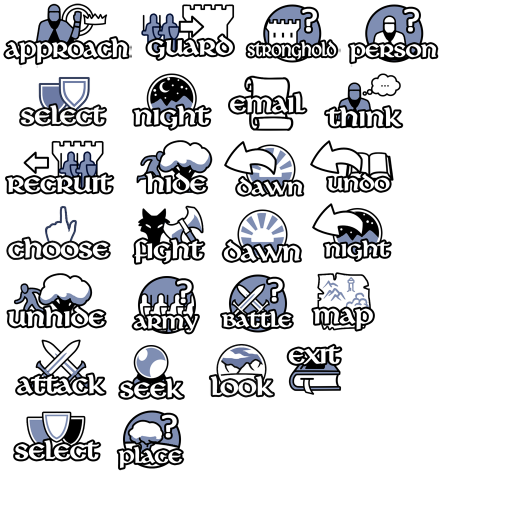 approach guard stronghold person
select night email think
recruit hide dawn undo
choose fight dawn night
unhide army battle map
attack seek look exit
select place